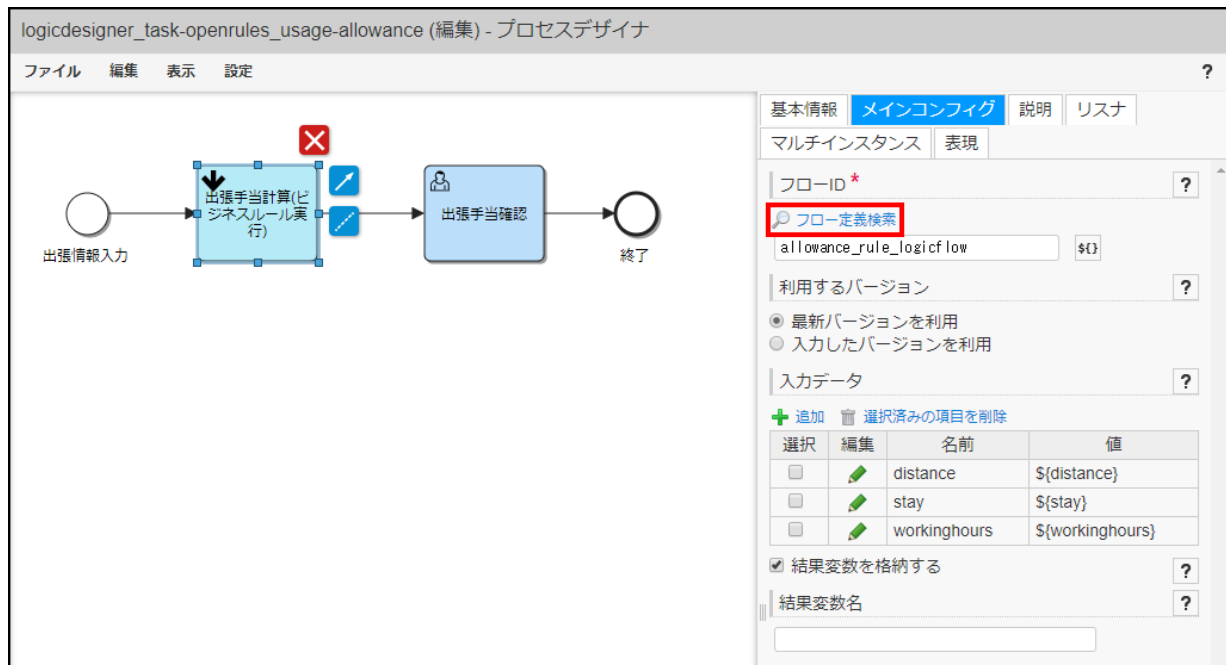 logicdesigner_task-openrules_usage-allowance (編集) - プロセスデザイナ
ファイル 編集 表示 設定 ?
基本情報 メインコンフィグ 説明 リスナ
マルチインスタンス 表現
フローID * ?
フロー定義検索
allowance_rule_logicflow ${}
利用するバージョン ?
最新バージョンを利用
入力したバージョンを利用
入力データ ?
追加 選択済みの項目を削除
選択 編集 名前 値
distance ${distance}
stay ${stay}
workinghours ${workinghours}
結果変数を格納する ?
結果変数名 ?
出張情報入力
出張手当計算(ビ
ジネスルール実
行)
出張手当確認
終了